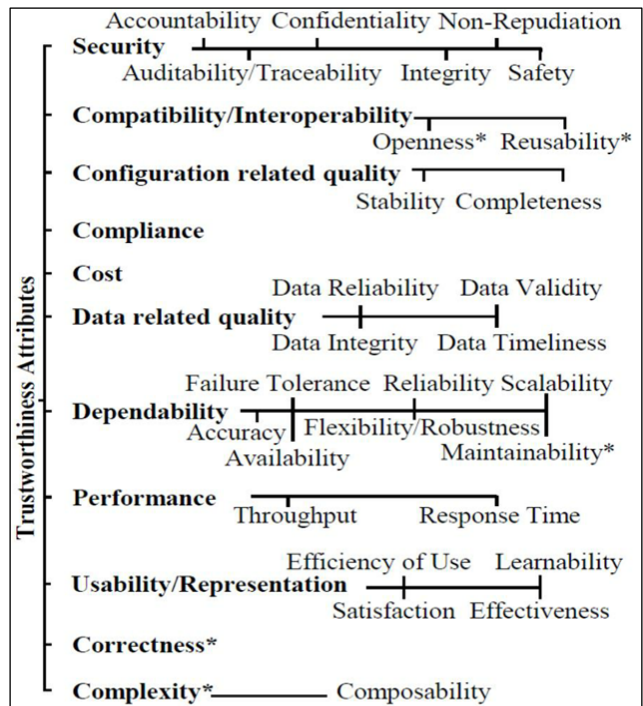 Trustworthiness Attributes
Accountability Confidentiality Non-Repudiation
Security
Auditability/Traceability Integrity Safety
Compatibility/Interoperability
Openness* Reusability*
Configuration related quality
Stability Completeness
Compliance
Cost
Data Reliability Data Validity
Data related quality
Data Integrity Data Timeliness
Failure Tolerance Reliability Scalability
Dependability
Accuracy Flexibility/Robustness
Availability Maintainability*
Performance
Throughput Response Time
Efficiency of Use Learnability
Usability/Representation
Satisfaction Effectiveness
Correctness*
Complexity* Composability